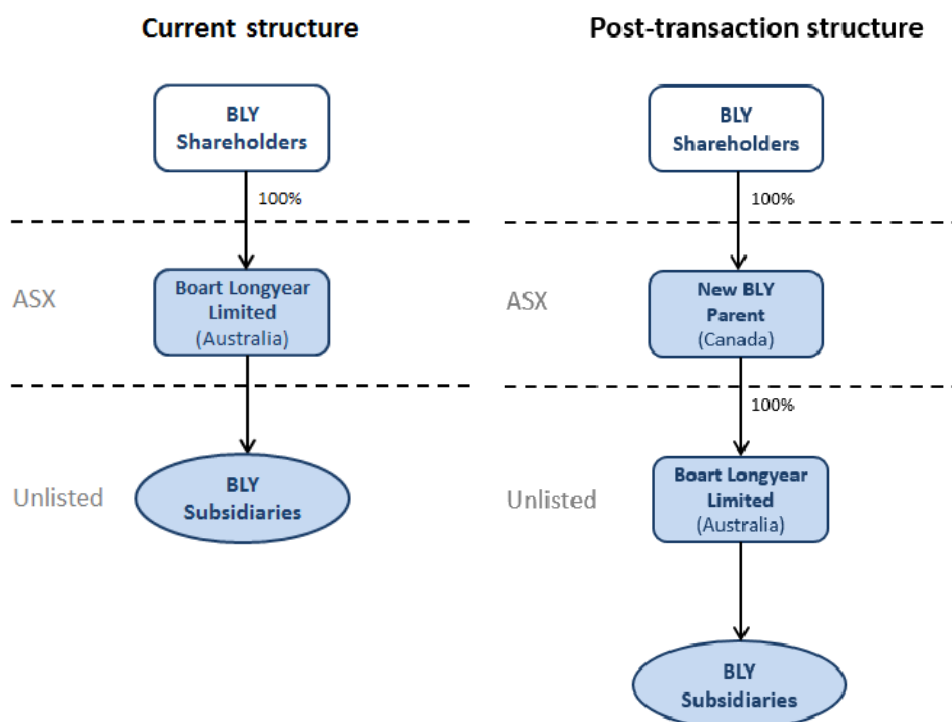 Current structure
BLY
Shareholders
100%
ASX
Boart Longyear
Limited
(Australia)
Unlisted
BLY
Subsidiaries
Post-transaction structure
BLY
Shareholders
100%
ASX
New BLY
Parent
(Canada)
100%
Unlisted
Boart Longyear
Limited
(Australia)
BLY
Subsidiaries